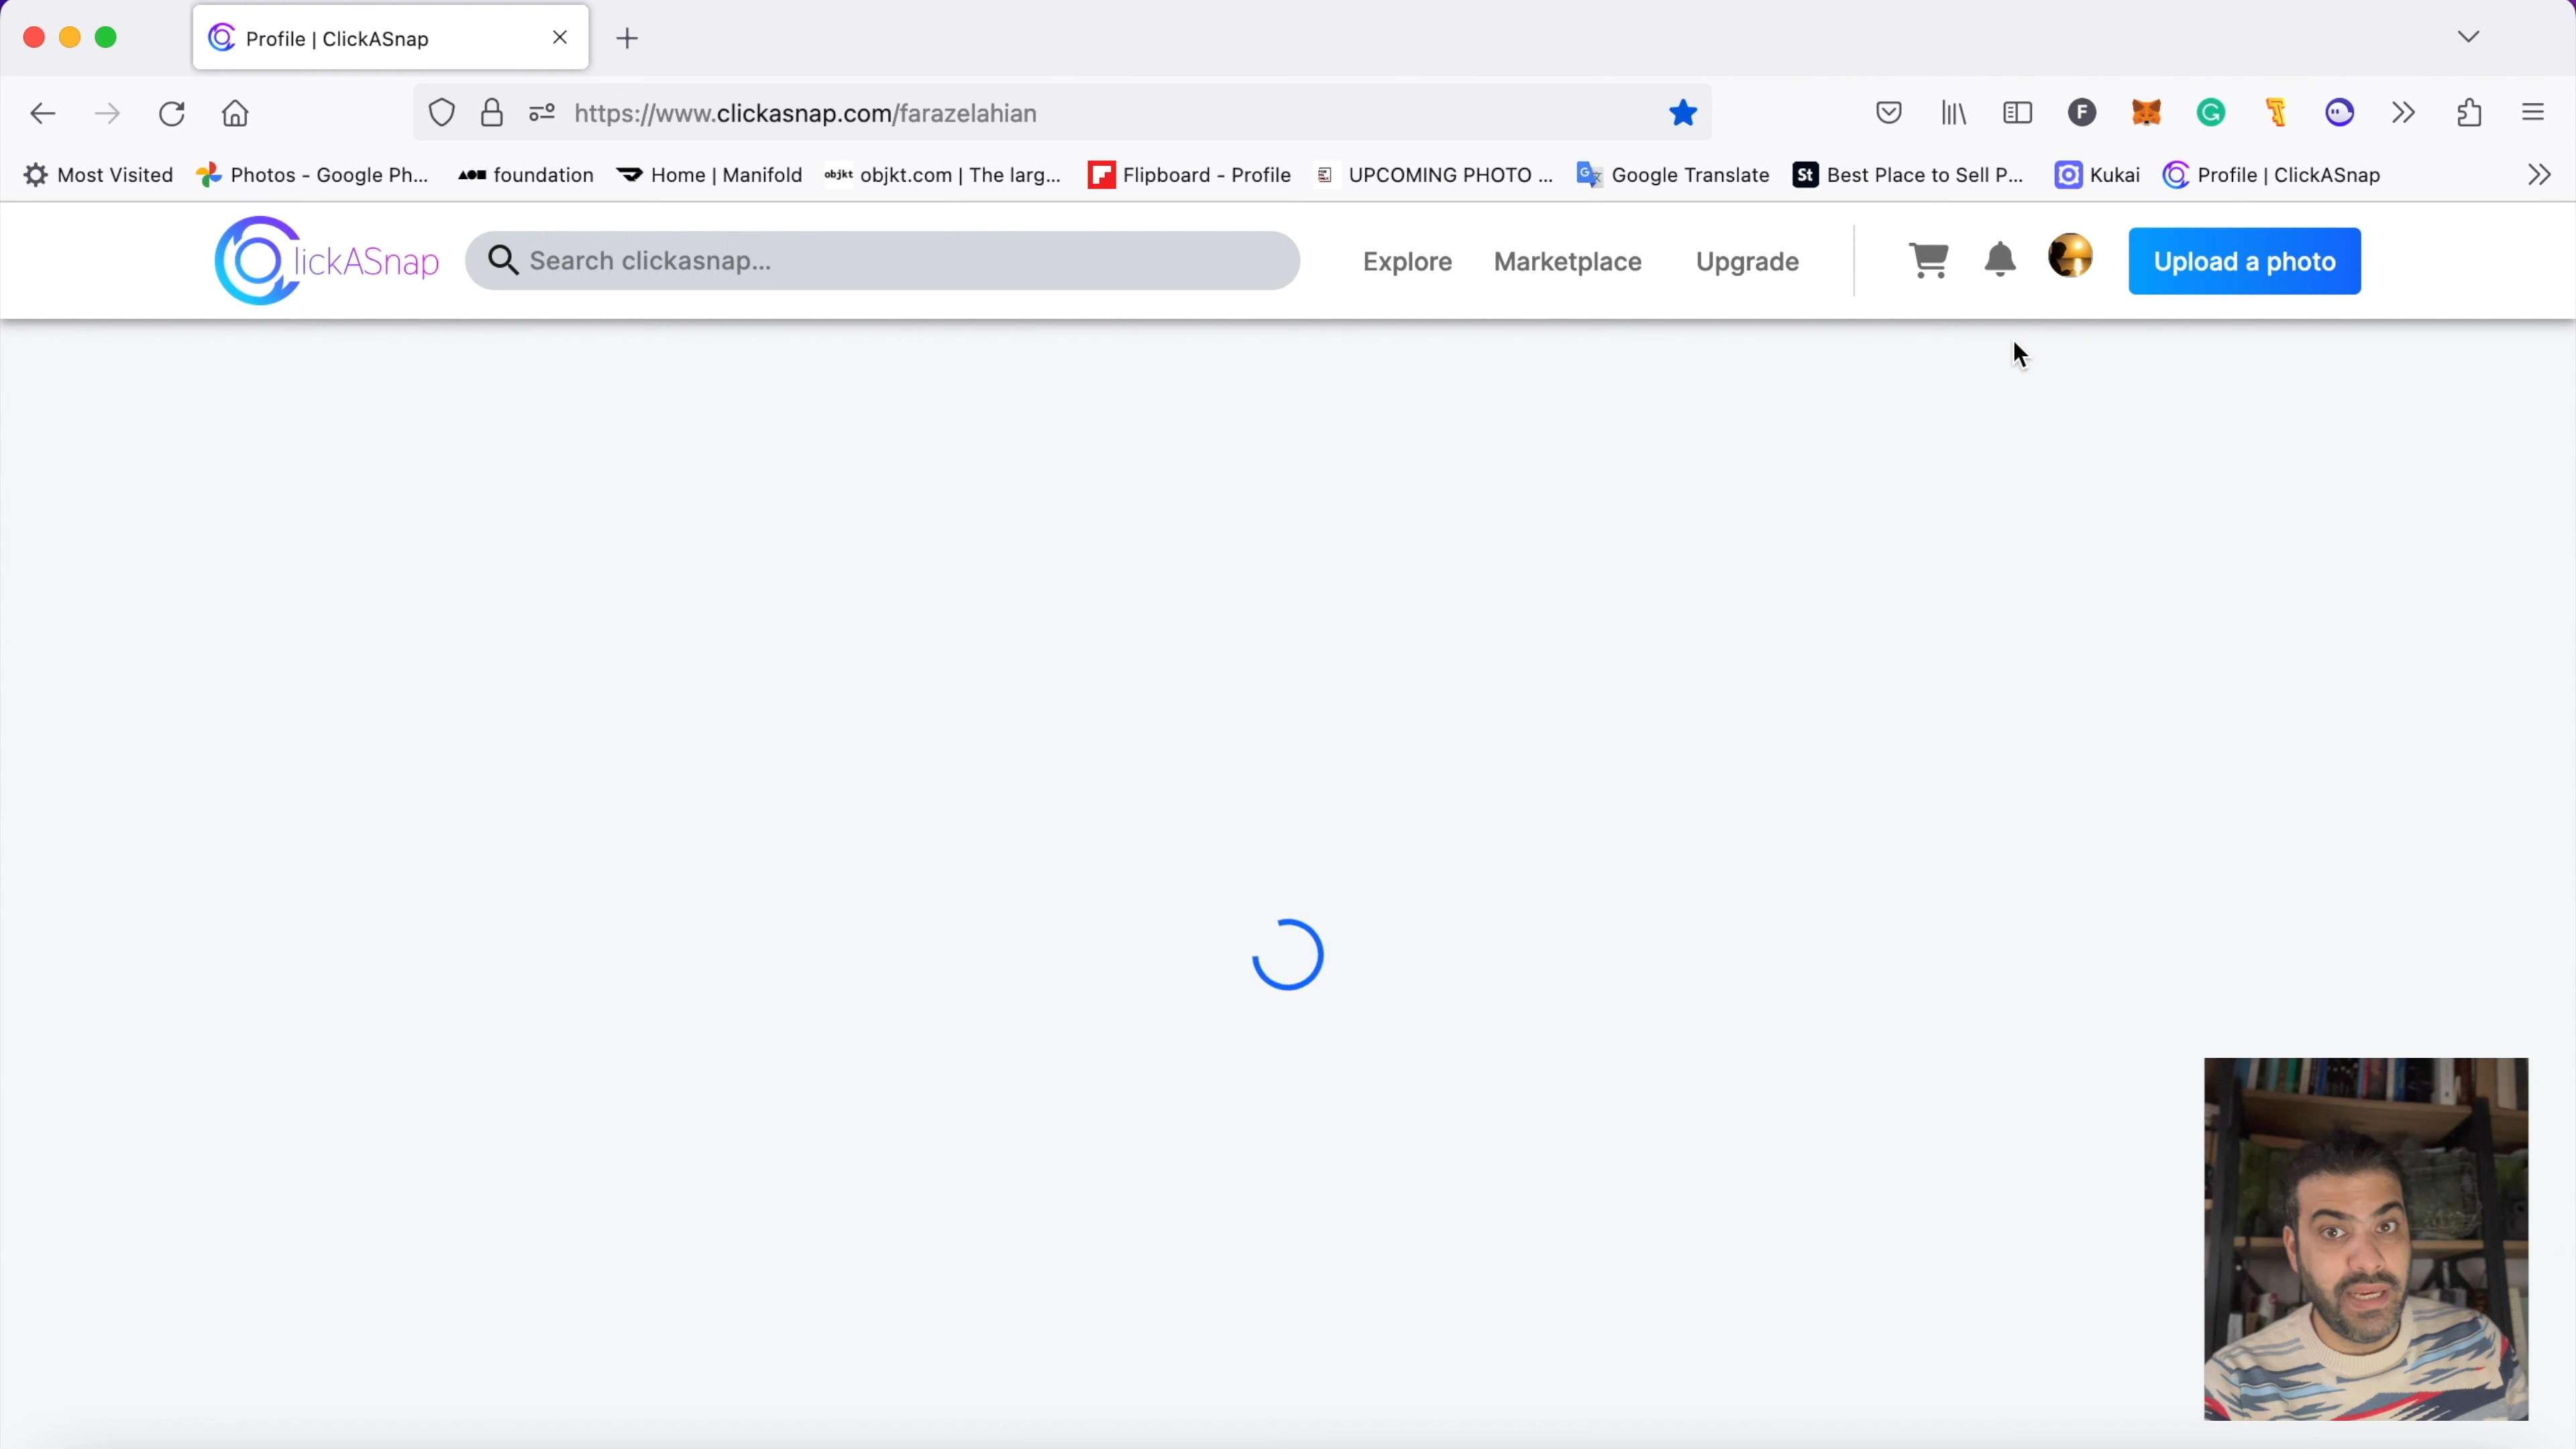 Profile | ClickASnap
https://www.clickasnap.com/farazelahian
F
G
Most Visited
Photos - Google Ph...
foundation
Home | Manifold
objkt objkt.com | The larg...
Flipboard - Profile
UPCOMING PHOTO ...
Google Translate
St Best Place to Sell P...
Kukai
Profile | ClickASnap
lickASnap
Search clickasnap...
Explore
Marketplace
Upgrade
Upload a photo